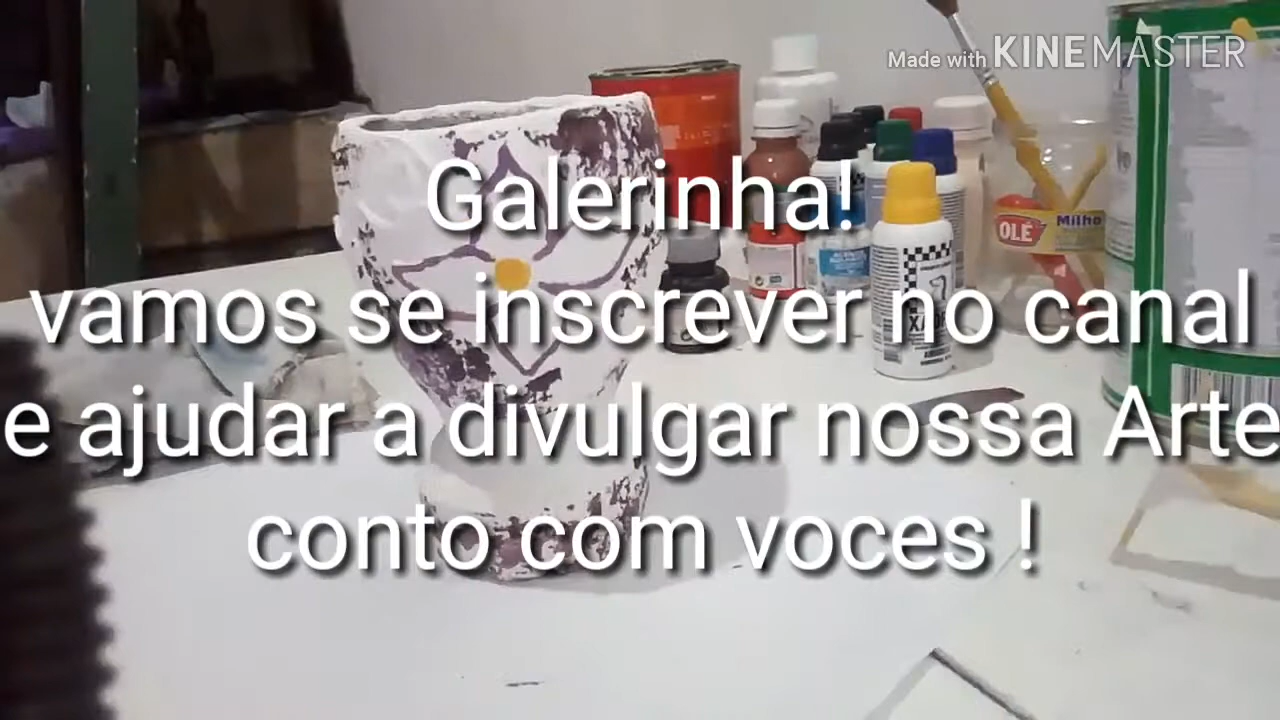 Made with KINEMASTER
Galerinha!
vamos se inscrever no canal
e ajudar a divulgar nossa Arte
conto com voces !
OLÉ
Milho